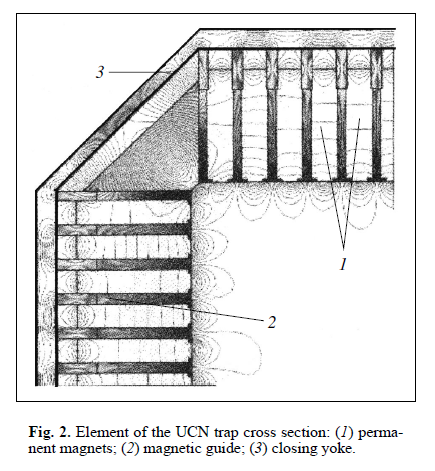 3
1
2
Fig. 2. Element of the UCN trap cross section: (1) perma-
nent magnets; (2) magnetic guide; (3) closing yoke.